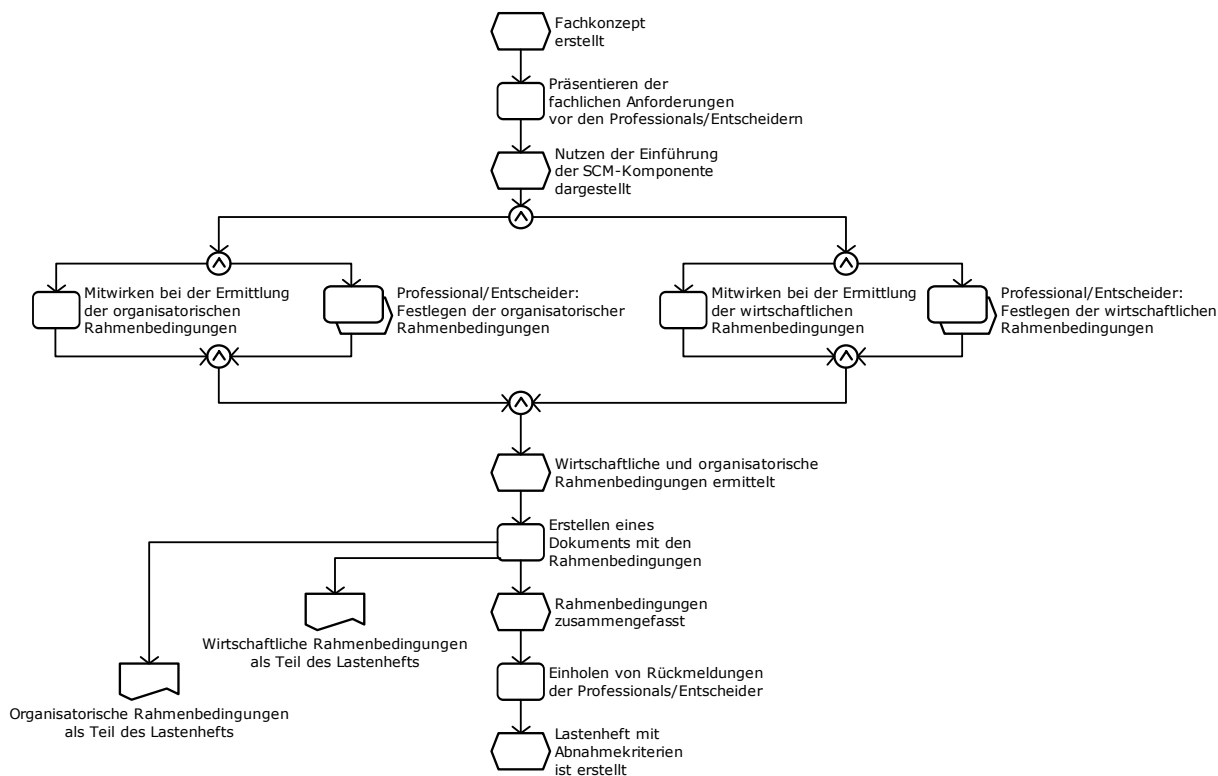 Fachkonzept
erstellt
Präsentieren der
fachlichen Anforderungen
vor den Professionals/Entscheidern
Nutzen der Einführung
der SCM-Komponente
dargestellt
Mitwirken bei der Ermittlung
der organisatorischen
Rahmenbedingungen
Professional/Entscheider:
Festlegen der organisatorischer
Rahmenbedingungen
Mitwirken bei der Ermittlung
der wirtschaftlichen
Rahmenbedingungen
Professional/Entscheider:
Festlegen der wirtschaftlichen
Rahmenbedingungen
Wirtschaftliche und organisatorische
Rahmenbedingungen ermittelt
Erstellen eines
Dokuments mit den
Rahmenbedingungen
Rahmenbedingungen
zusammengefasst
Wirtschaftliche Rahmenbedingungen
als Teil des Lastenhefts
Einholen von Rückmeldungen
der Professionals/Entscheider
Organisatorische Rahmenbedingungen
als Teil des Lastenhefts
Lastenheft mit
Abnahmekriterien
ist erstellt